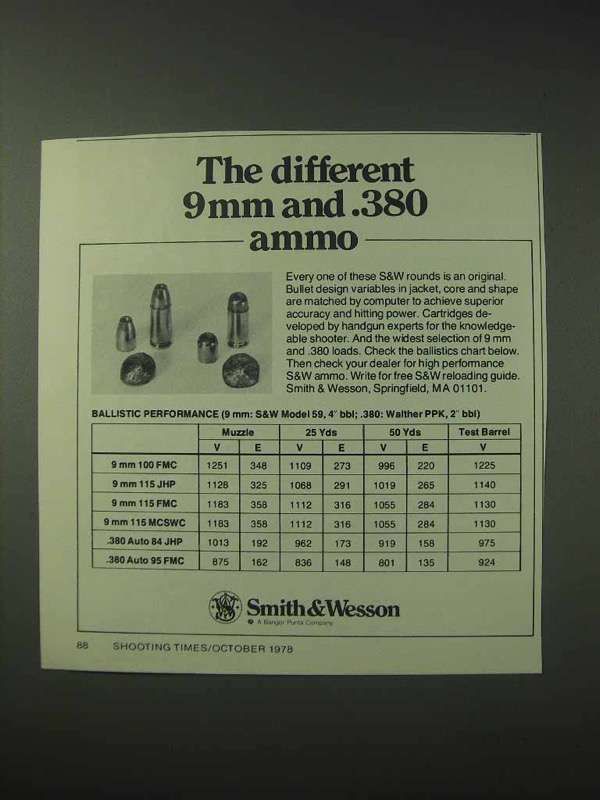 The different
9mm and .380
ammo
Every one of these S&W rounds is an original.
Bullet design variables in jacket, core and shape
are matched by computer to achieve superior
accuracy and hitting power. Cartridges de-
veloped by handgun experts for the knowledge-
able shooter. And the widest selection of 9 mm
and .380 loads. Check the ballistics chart below.
Then check your dealer for high performance
S&W ammo. Write for free S&W reloading guide.
Smith & Wesson, Springfield, MA 01101.
BALLISTIC PERFORMANCE (9 mm: S&W Model 59, 4" bbl; .380: Walther PPK, 2" bbl)
Muzzle 25 Yds 50 Yds Test Barrel
V E V E V E V
9 mm 100 FMC 1251 348 1109 273 996 220 1225
9 mm 115 JHP 1128 325 1068 291 1019 265 1140
9 mm 115 FMC 1183 358 1112 316 1055 284 1130
9 mm 115 MCSWC 1183 358 1112 316 1055 284 1130
.380 Auto 84 JHP 1013 192 962 173 919 158 975
.380 Auto 95 FMC 875 162 836 148 801 135 924
Smith & Wesson
A Bangor Punta Company
88 SHOOTING TIMES/OCTOBER 1978